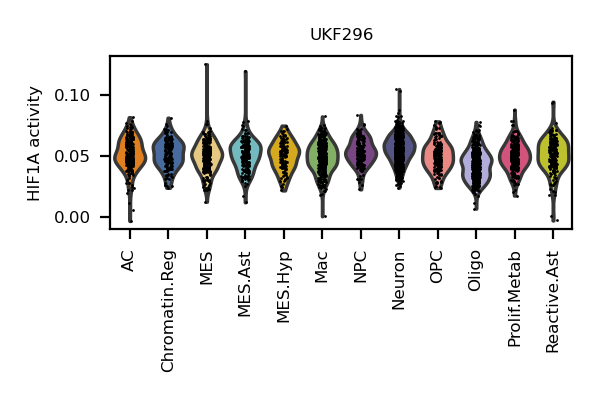 UKF296
HIF1A activity
0.10
0.05
0.00
AC
Chromatin.Reg
MES
MES.Ast
MES.Hyp
Mac
NPC
Neuron
OPC
Oligo
Prolif.Metab
Reactive.Ast